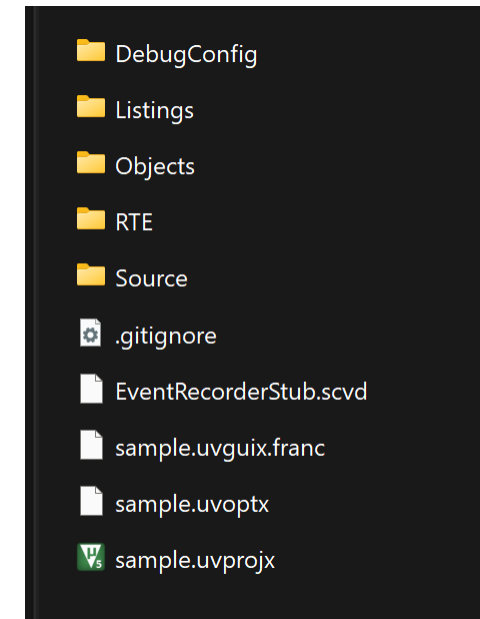 DebugConfig
Listings
Objects
RTE
Source
.gitignore
EventRecorderStub.scvd
sample.uvguix.franc
sample.uvoptx
sample.uvprojx